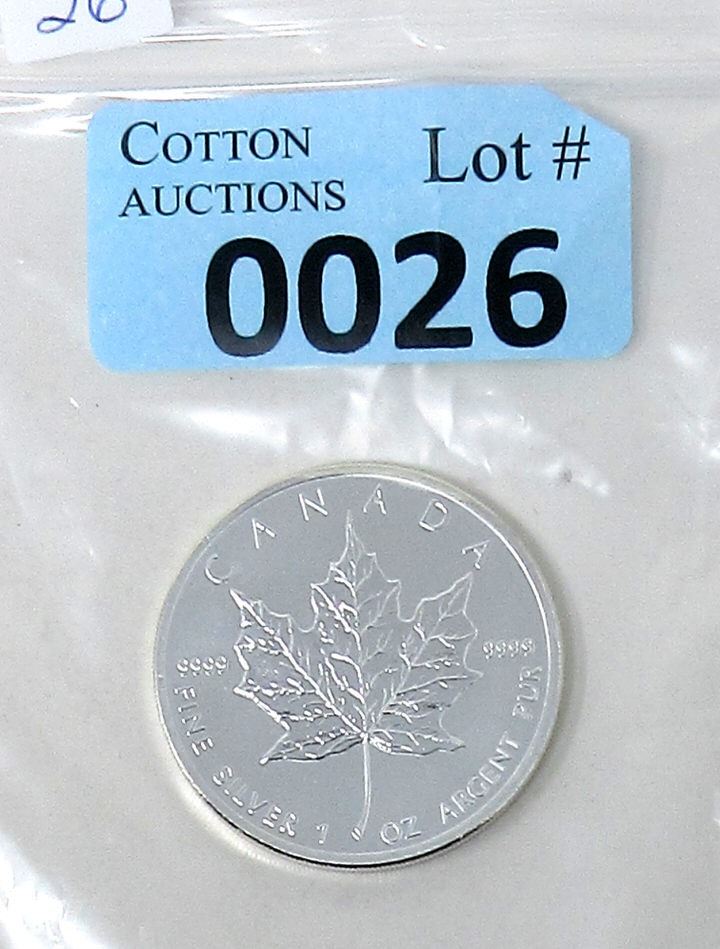 26
COTTON
AUCTIONS
Lot #
0026
CANADA
9999
9999
FINE SILVER 1 OZ ARGENT PUR